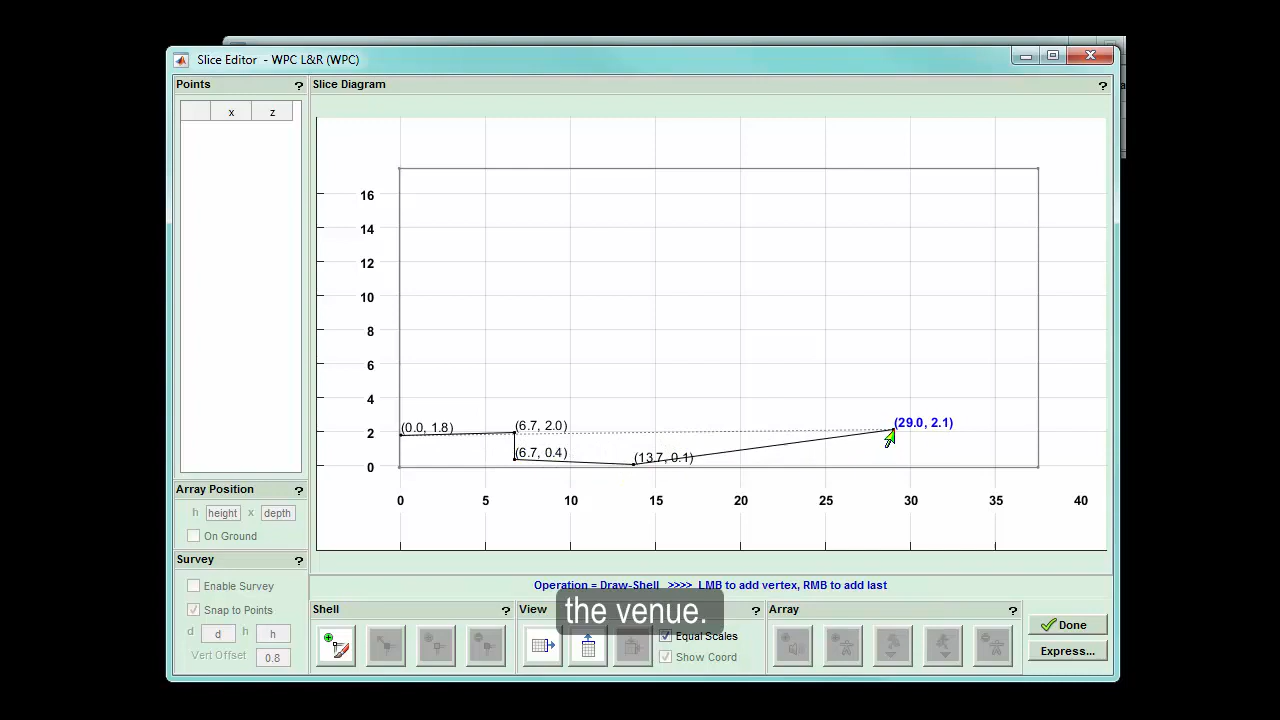 Slice Editor - WPC L&R (WPC)
Points ?
x z
Slice Diagram ?
16
14
12
10
8
6
4
2
0
(0.0, 1.8)
(6.7, 2.0)
(6.7, 0.4)
(13.7, 0.1)
(29.0, 2.1)
0 5 10 15 20 25 30 35 40
Array Position ?
h height x depth
On Ground
Survey ?
Enable Survey
Snap to Points
d d h h
Vert Offset 0.8
Operation = Draw-Shell >>>> LMB to add vertex, RMB to add last
Shell ?
View ?
Equal Scales
Show Coord
Array ?
Done
Express...
the venue.